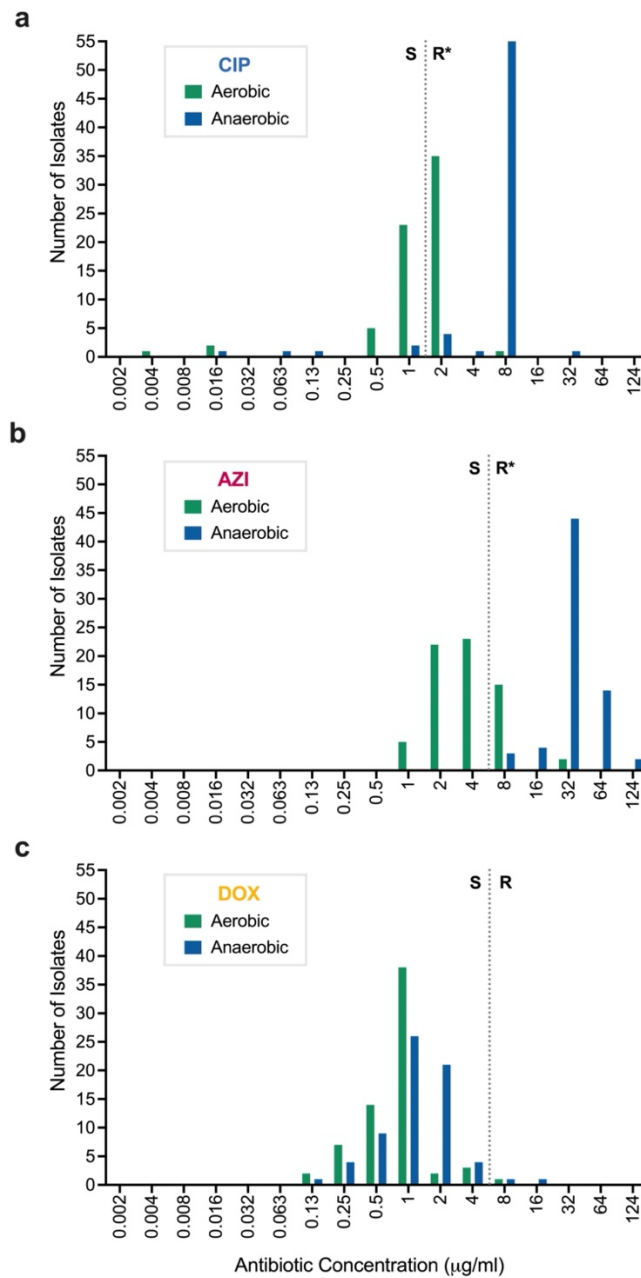 a
55
50
45
40
35
30
25
20
15
10
5
0
Number of Isolates
CIP
Aerobic
Anaerobic
S R*
0.002 0.004 0.008 0.016 0.032 0.063 0.13 0.25 0.5 1 2 4 8 16 32 64 124
b
55
50
45
40
35
30
25
20
15
10
5
0
Number of Isolates
AZI
Aerobic
Anaerobic
S R*
0.002 0.004 0.008 0.016 0.032 0.063 0.13 0.25 0.5 1 2 4 8 16 32 64 124
c
55
50
45
40
35
30
25
20
15
10
5
0
Number of Isolates
DOX
Aerobic
Anaerobic
S R
0.002 0.004 0.008 0.016 0.032 0.063 0.13 0.25 0.5 1 2 4 8 16 32 64 124
Antibiotic Concentration (μg/ml)